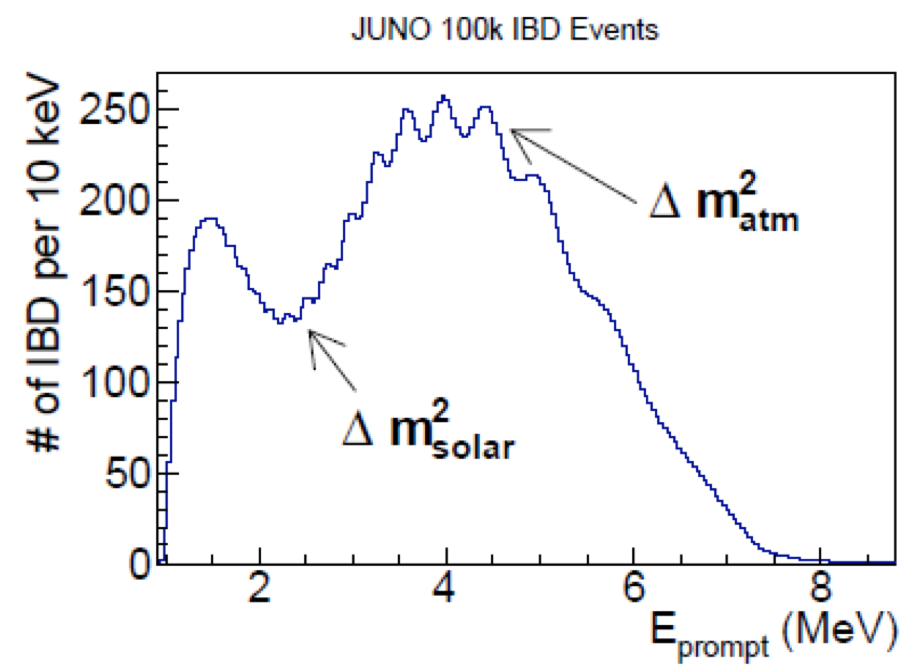 JUNO 100k IBD Events
# of IBD per 10 keV
250
200
150
100
50
0
Δ m²atm
Δ m²solar
2 4 6 8
E prompt (MeV)